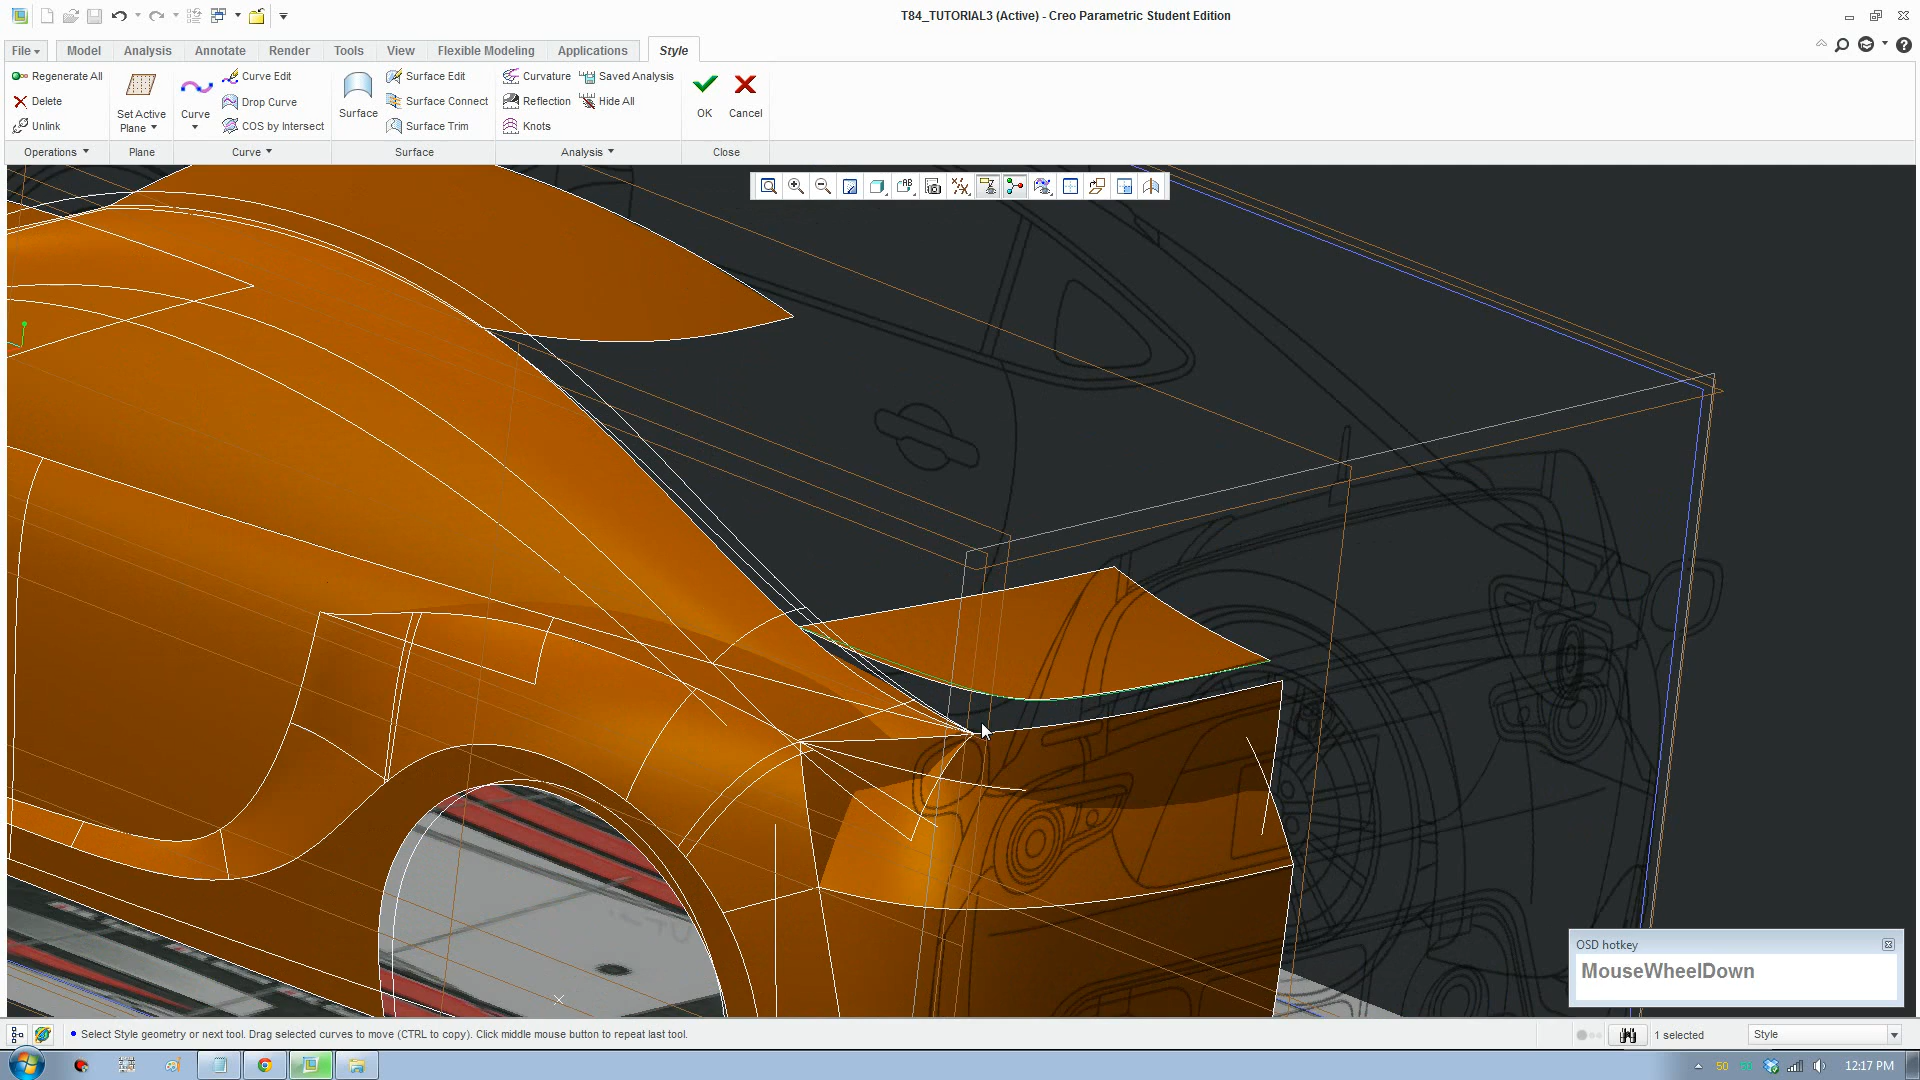 T84_TUTORIAL3 (Active) - Creo Parametric Student Edition
File Model Analysis Annotate Render Tools View Flexible Modeling Applications Style
Regenerate All
Delete
Unlink
Operations
Set Active
Plane
Plane
Curve
Curve Edit
Drop Curve
COS by Intersect
Curve
Surface
Surface Edit
Surface Connect
Surface Trim
Surface
Curvature
Reflection
Knots
Saved Analysis
Hide All
Analysis
OK
Cancel
Close
OSD hotkey
MouseWheelDown
Select Style geometry or next tool. Drag selected curves to move (CTRL to copy). Click middle mouse button to repeat last tool.
1 selected
Style
50
12:17 PM